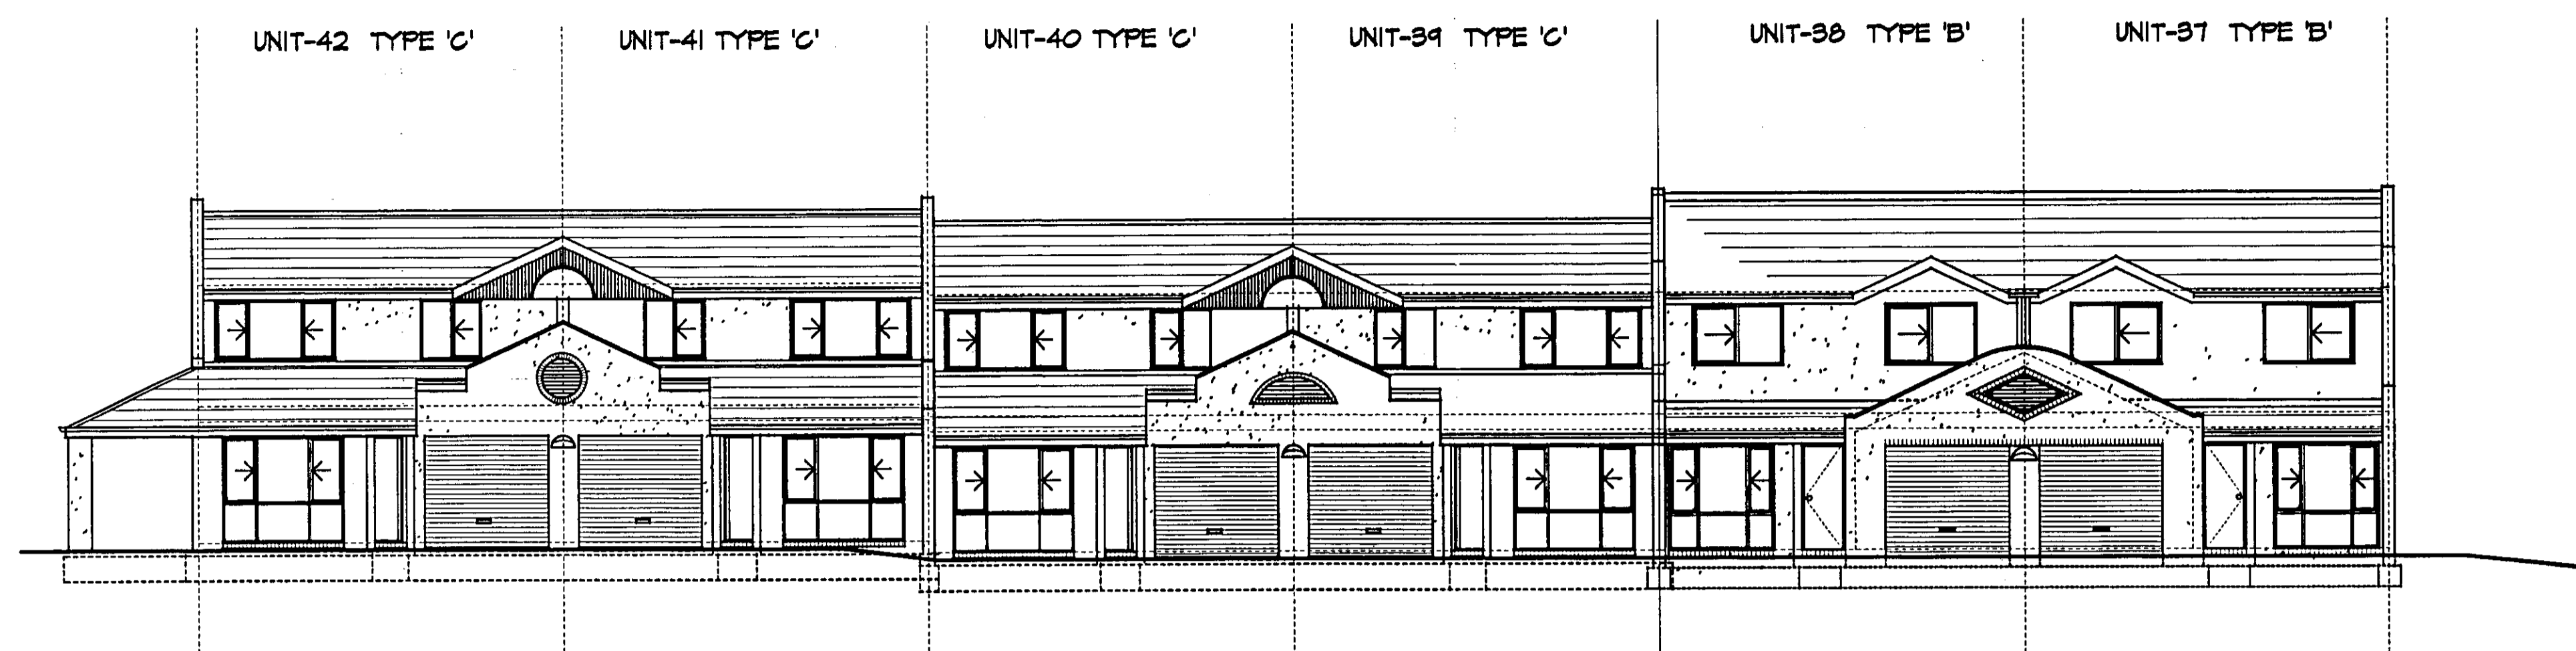 UNIT-42 TYPE 'C'
UNIT-41 TYPE 'C'
UNIT-40 TYPE 'C'
UNIT-39 TYPE 'C'
UNIT-38 TYPE 'B'
UNIT-37 TYPE 'B'